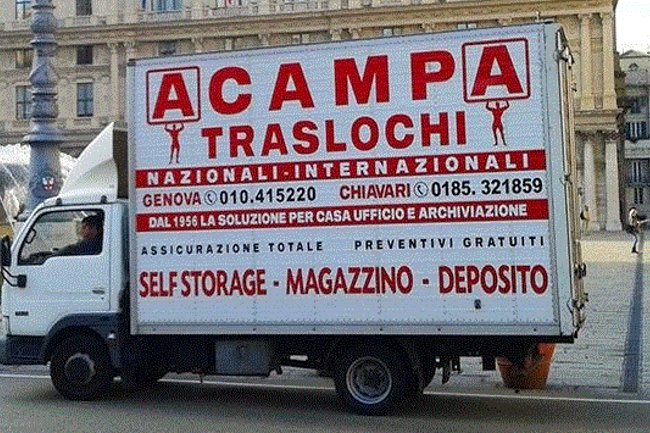 ACAMPA
TRASLOCHI
NAZIONALI-INTERNAZIONALI
GENOVA 010.415220 CHIAVARI 0185.321859
DAL 1956 LA SOLUZIONE PER CASA UFFICIO E ARCHIVIAZIONE
ASSICURAZIONE TOTALE PREVENTIVI GRATUITI
SELF STORAGE - MAGAZZINO - DEPOSITO